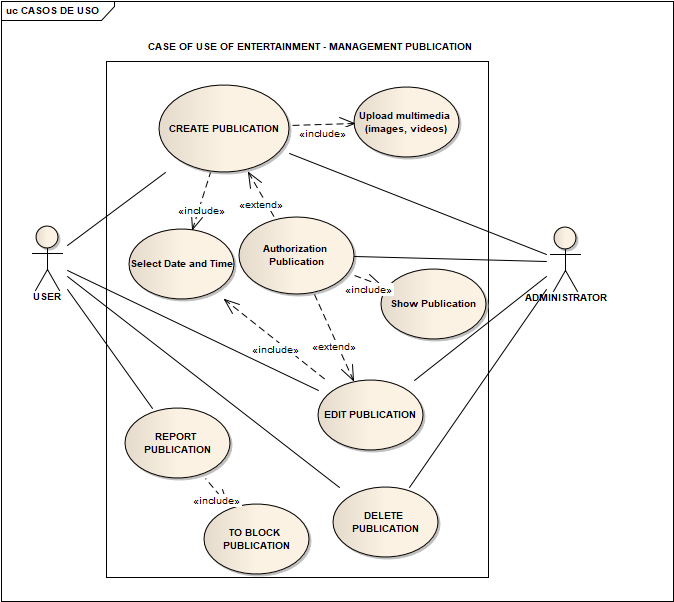 uc CASOS DE USO
CASE OF USE OF ENTERTAINMENT - MANAGEMENT PUBLICATION
CREATE PUBLICATION
Upload multimedia
(images, videos)
«include»
«include»
«extend»
Authorization
Publication
Select Date and Time
«include»
Show Publication
USER
ADMINISTRATOR
«include»
«extend»
EDIT PUBLICATION
REPORT
PUBLICATION
«include»
DELETE
PUBLICATION
TO BLOCK
PUBLICATION